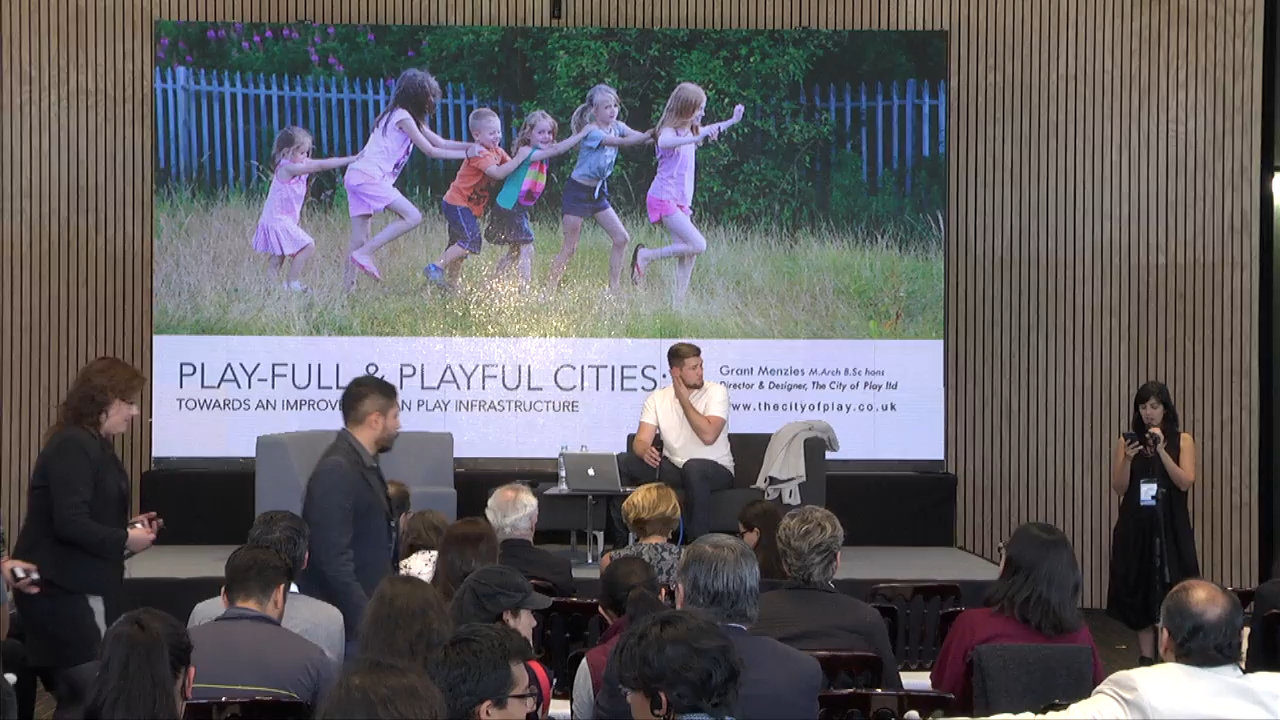 PLAY-FULL & PLAYFUL CITIES:
TOWARDS AN IMPROVE AN PLAY INFRASTRUCTURE
Grant Menzies M.Arch B.Sc hons
Director & Designer, The City of Play ltd
www.thecityofplay.co.uk